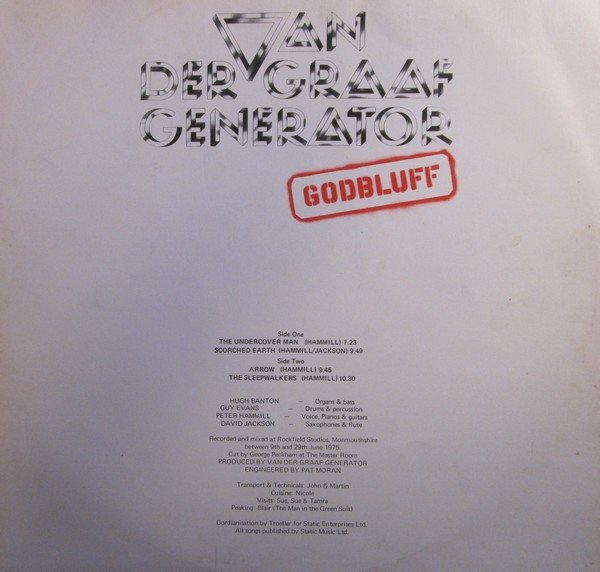 VAN
DER GRAAF
GENERATOR
GODBLUFF
Side One
THE UNDERCOVER MAN (HAMMILL) 7.23
SCORCHED EARTH (HAMMILL/JACKSON) 9.49
Side Two
ARROW (HAMMILL) 9.45
THE SLEEPWALKERS (HAMMILL) 10.30
HUGH BANTON — Organs & bass
GUY EVANS — Drums & percussion
PETER HAMMILL — Voice, Pianos & guitars
DAVID JACKSON — Saxophones & flute
Recorded and mixed at Rockfield Studios, Monmouthshire
between 9th and 29th June 1975.
Cut by George Peckham at The Master Room
PRODUCED BY VAN DER GRAAF GENERATOR
ENGINEERED BY PAT MORAN
Transport & Technicals: John & Martin
Cuisine: Nicole
Visits: Sue, Sue & Tamra
Peaking: Blair (The Man in the Green Suit)
Gordianisation by Troeller for Static Enterprises Ltd.
All songs published by Static Music Ltd.